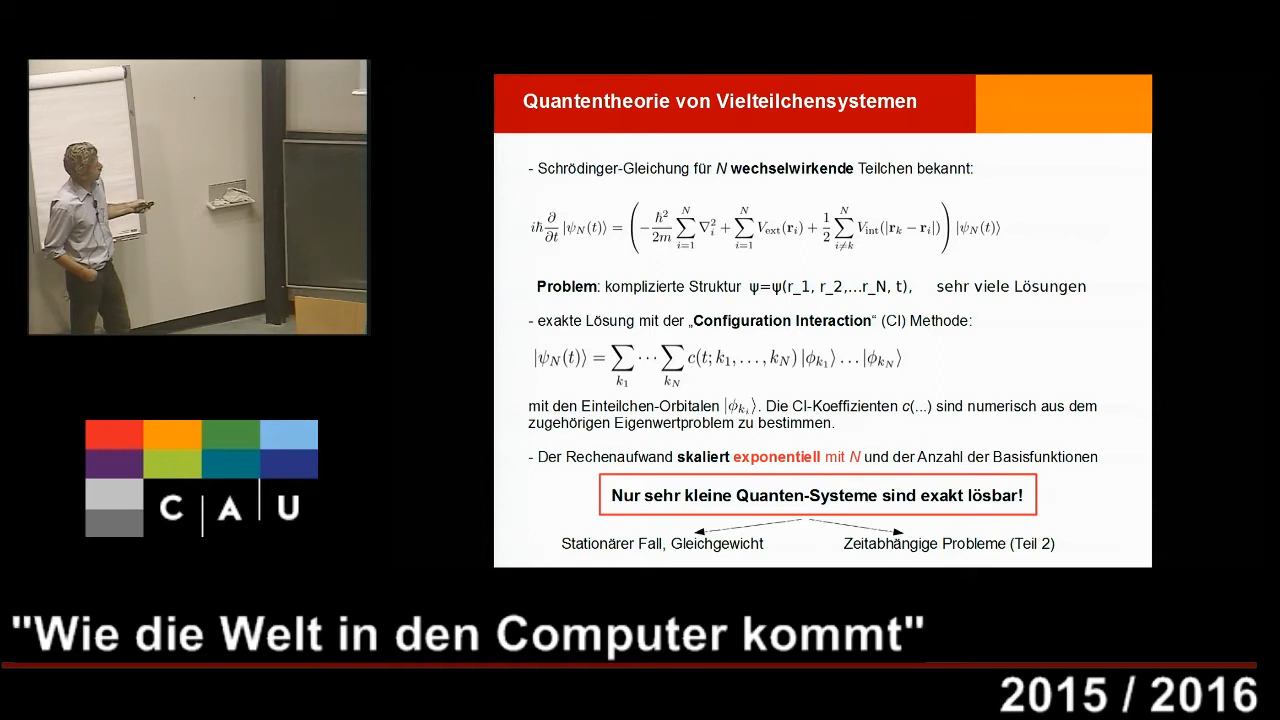 Quantentheorie von Vielteilchensystemen
- Schrödinger-Gleichung für N wechselwirkende Teilchen bekannt:
iħ ∂/∂t |ψ_N(t)⟩ = ( −ħ²/2m ∑_{i=1}^{N} ∇_i² + ∑_{i=1}^{N} V_ext(r_i) + 1/2 ∑_{i≠k}^{N} V_int(|r_k − r_i|) ) |ψ_N(t)⟩
Problem: komplizierte Struktur ψ=ψ(r_1, r_2,...r_N, t), sehr viele Lösungen
- exakte Lösung mit der „Configuration Interaction“ (CI) Methode:
|ψ_N(t)⟩ = ∑_{k_1} ··· ∑_{k_N} c(t; k_1, . . . , k_N) |ϕ_{k_1}⟩ . . . |ϕ_{k_N}⟩
mit den Einteilchen-Orbitalen |ϕ_{k_i}⟩. Die CI-Koeffizienten c(...) sind numerisch aus dem
zugehörigen Eigenwertproblem zu bestimmen.
- Der Rechenaufwand skaliert exponentiell mit N und der Anzahl der Basisfunktionen
Nur sehr kleine Quanten-Systeme sind exakt lösbar!
Stationärer Fall, Gleichgewicht
Zeitabhängige Probleme (Teil 2)
C | A | U
"Wie die Welt in den Computer kommt"
2015 / 2016